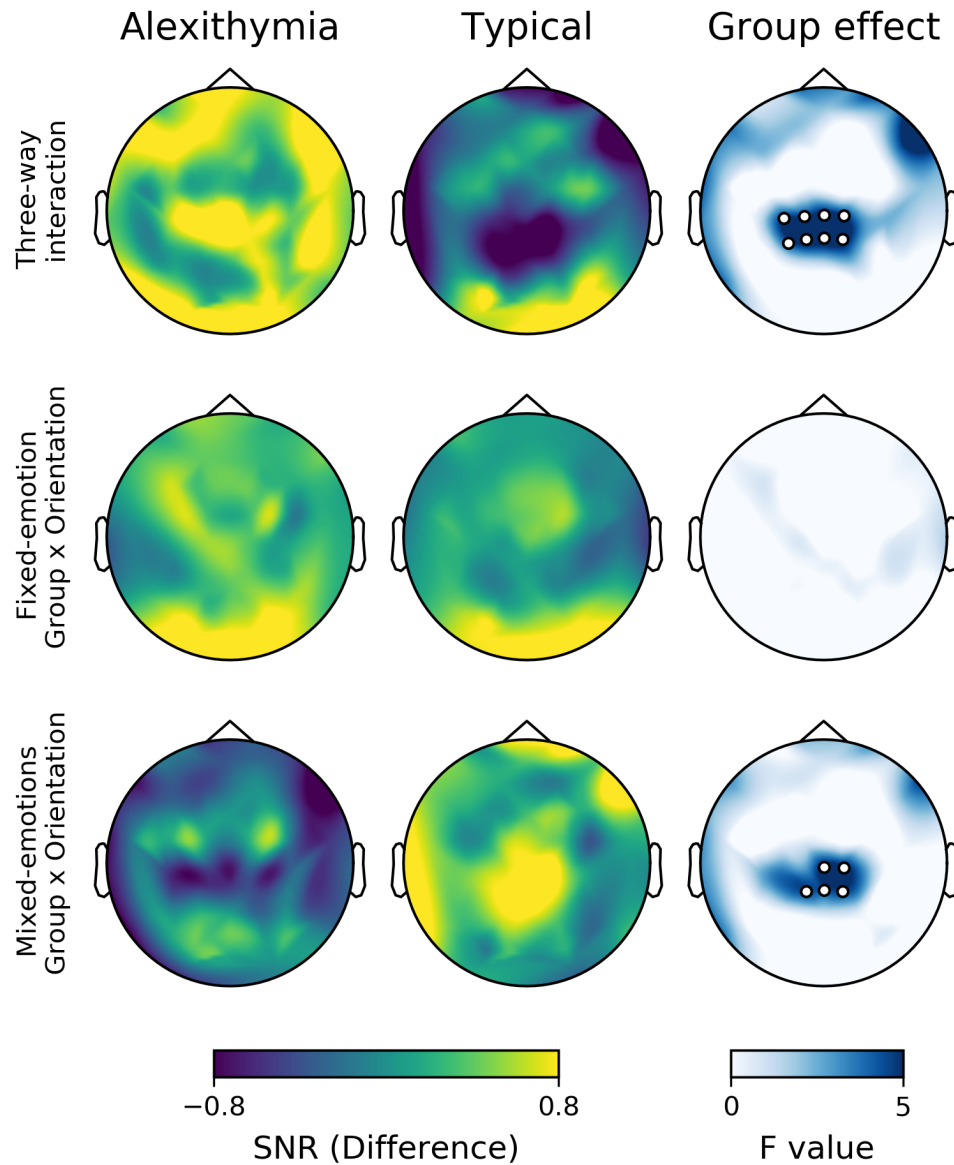 Alexithymia Typical Group effect
Three-way
interaction
Fixed-emotion
Group x Orientation
Mixed-emotions
Group x Orientation
−0.8 0.8 0 5
SNR (Difference) F value